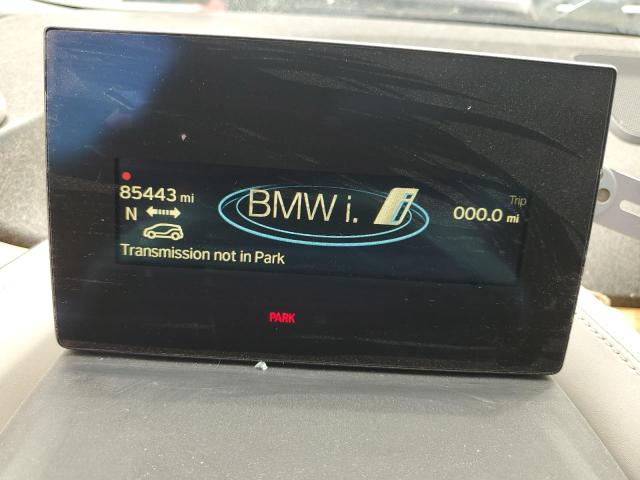 85443 mi
N
Transmission not in Park
BMW i.
i
Trip
000.0 mi
PARK